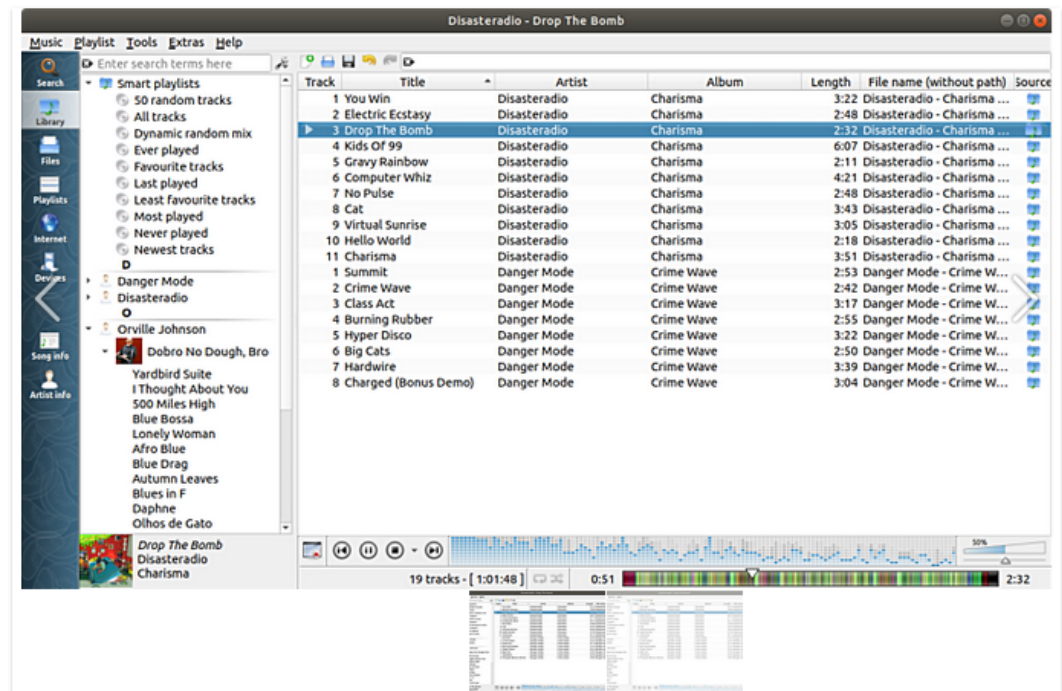 Disasteradio - Drop The Bomb
Music Playlist Tools Extras Help
Enter search terms here
Search
Library
Files
Playlists
Internet
Devices
Song info
Artist info
Smart playlists
50 random tracks
All tracks
Dynamic random mix
Ever played
Favourite tracks
Last played
Least favourite tracks
Most played
Never played
Newest tracks
D
Danger Mode
Disasteradio
O
Orville Johnson
Dobro No Dough, Bro
Yardbird Suite
I Thought About You
500 Miles High
Blue Bossa
Lonely Woman
Afro Blue
Blue Drag
Autumn Leaves
Blues in F
Daphne
Olhos de Gato
Track Title Artist Album Length File name (without path) Source
1 You Win Disasteradio Charisma 3:22 Disasteradio - Charisma ...
2 Electric Ecstasy Disasteradio Charisma 2:48 Disasteradio - Charisma ...
3 Drop The Bomb Disasteradio Charisma 2:32 Disasteradio - Charisma ...
4 Kids Of 99 Disasteradio Charisma 6:07 Disasteradio - Charisma ...
5 Gravy Rainbow Disasteradio Charisma 2:11 Disasteradio - Charisma ...
6 Computer Whiz Disasteradio Charisma 4:21 Disasteradio - Charisma ...
7 No Pulse Disasteradio Charisma 2:48 Disasteradio - Charisma ...
8 Cat Disasteradio Charisma 3:43 Disasteradio - Charisma ...
9 Virtual Sunrise Disasteradio Charisma 3:05 Disasteradio - Charisma ...
10 Hello World Disasteradio Charisma 2:18 Disasteradio - Charisma ...
11 Charisma Disasteradio Charisma 3:51 Disasteradio - Charisma ...
1 Summit Danger Mode Crime Wave 2:53 Danger Mode - Crime W...
2 Crime Wave Danger Mode Crime Wave 2:42 Danger Mode - Crime W...
3 Class Act Danger Mode Crime Wave 3:17 Danger Mode - Crime W...
4 Burning Rubber Danger Mode Crime Wave 2:55 Danger Mode - Crime W...
5 Hyper Disco Danger Mode Crime Wave 3:22 Danger Mode - Crime W...
6 Big Cats Danger Mode Crime Wave 2:50 Danger Mode - Crime W...
7 Hardwire Danger Mode Crime Wave 3:39 Danger Mode - Crime W...
8 Charged (Bonus Demo) Danger Mode Crime Wave 3:04 Danger Mode - Crime W...
Drop The Bomb
Disasteradio
Charisma
50%
19 tracks - [ 1:01:48 ] 0:51 2:32